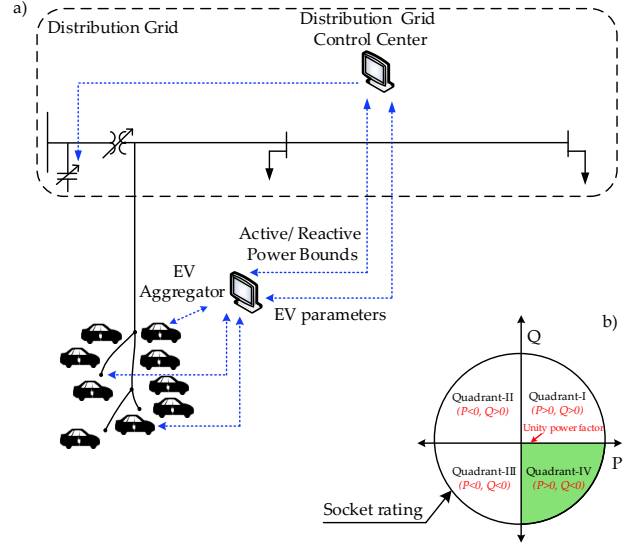 a)
Distribution Grid
Distribution Grid
Control Center
Active/ Reactive
Power Bounds
EV
Aggregator
EV parameters
b)
Q
Quadrant-II
(P<0, Q>0)
Quadrant-I
(P>0, Q>0)
Unity power factor
P
Quadrant-III
(P<0, Q<0)
Quadrant-IV
(P>0, Q<0)
Socket rating